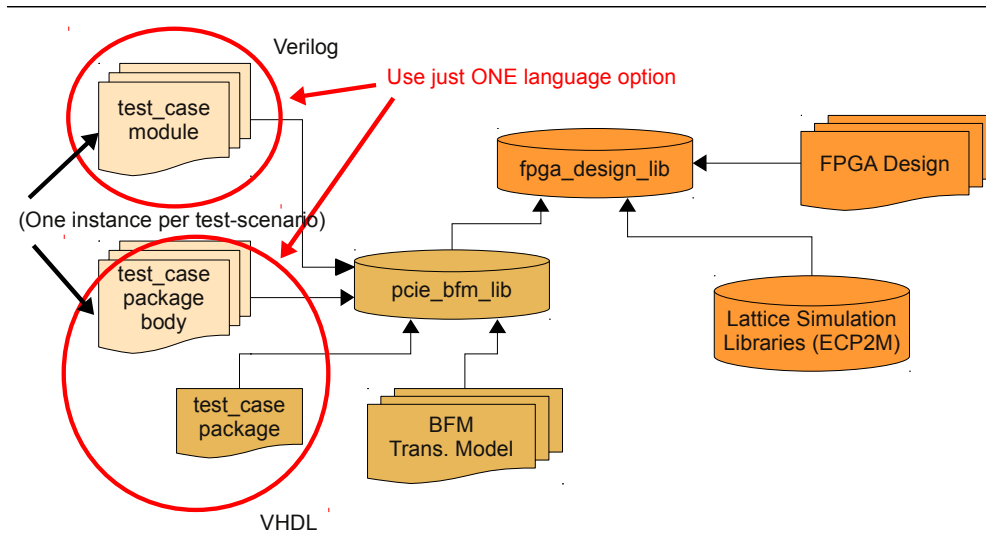 Verilog
Use just ONE language option
test_case
module
fpga_design_lib
FPGA Design
(One instance per test-scenario)
test_case
package
body
pcie_bfm_lib
Lattice Simulation
Libraries (ECP2M)
test_case
package
BFM
Trans. Model
VHDL